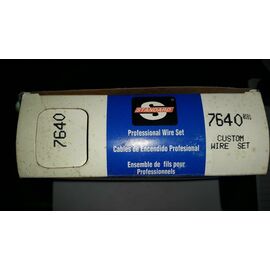 7640
S
STANDARD
Professional Wire Set
Cables de Encendido Profesional
Ensemble de fils pour
Professionnels
7640
CUSTOM
WIRE SET